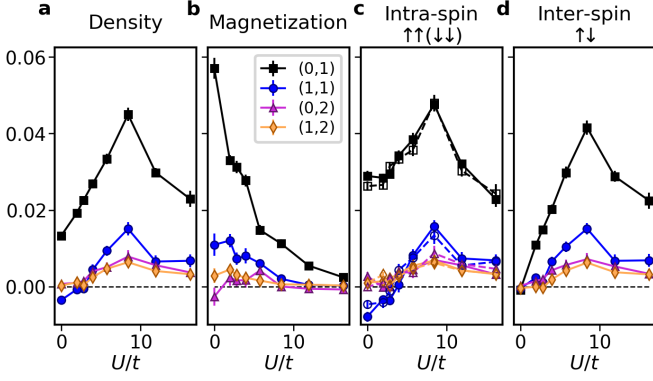 a Density
b Magnetization
c Intra-spin
↑↑(↓↓)
d Inter-spin
↑↓
0.06
0.04
0.02
0.00
(0,1)
(1,1)
(0,2)
(1,2)
0 10
0 10
0 10
0 10
U/t
U/t
U/t
U/t